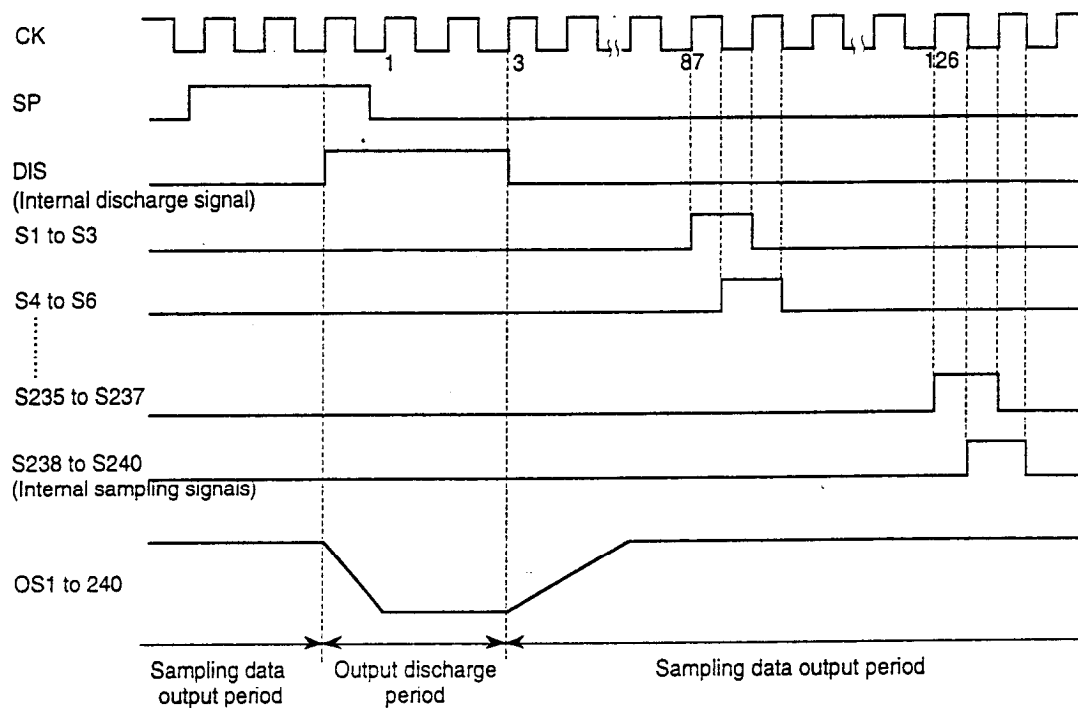 CK
1
3
87
126
SP
DIS
(Internal discharge signal)
S1 to S3
S4 to S6
S235 to S237
S238 to S240
(Internal sampling signals)
OS1 to 240
Sampling data
output period
Output discharge
period
Sampling data output period